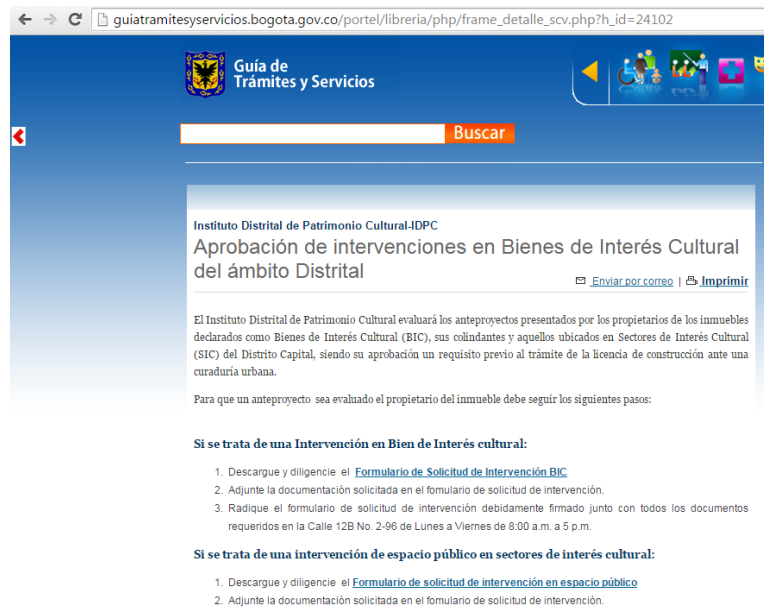 guiatramitesyservicios.bogota.gov.co/portel/libreria/php/frame_detalle_scv.php?h_id=24102
Guía de
Trámites y Servicios
Buscar
Instituto Distrital de Patrimonio Cultural-IDPC
Aprobación de intervenciones en Bienes de Interés Cultural
del ámbito Distrital
Enviar por correo | Imprimir
El Instituto Distrital de Patrimonio Cultural evaluará los anteproyectos presentados por los propietarios de los inmuebles
declarados como Bienes de Interés Cultural (BIC), sus colindantes y aquellos ubicados en Sectores de Interés Cultural
(SIC) del Distrito Capital, siendo su aprobación un requisito previo al trámite de la licencia de construcción ante una
curaduría urbana.
Para que un anteproyecto sea evaluado el propietario del inmueble debe seguir los siguientes pasos:
Si se trata de una Intervención en Bien de Interés cultural:
1. Descargue y diligencie el Formulario de Solicitud de Intervención BIC
2. Adjunte la documentación solicitada en el fomulario de solicitud de intervención.
3. Radique el formulario de solicitud de intervención debidamente firmado junto con todos los documentos
requeridos en la Calle 12B No. 2-96 de Lunes a Viernes de 8:00 a.m. a 5 p.m.
Si se trata de una intervención de espacio público en sectores de interés cultural:
1. Descargue y diligencie el Formulario de solicitud de intervención en espacio público
2. Adjunte la documentación solicitada en el fomulario de solicitud de intervención.